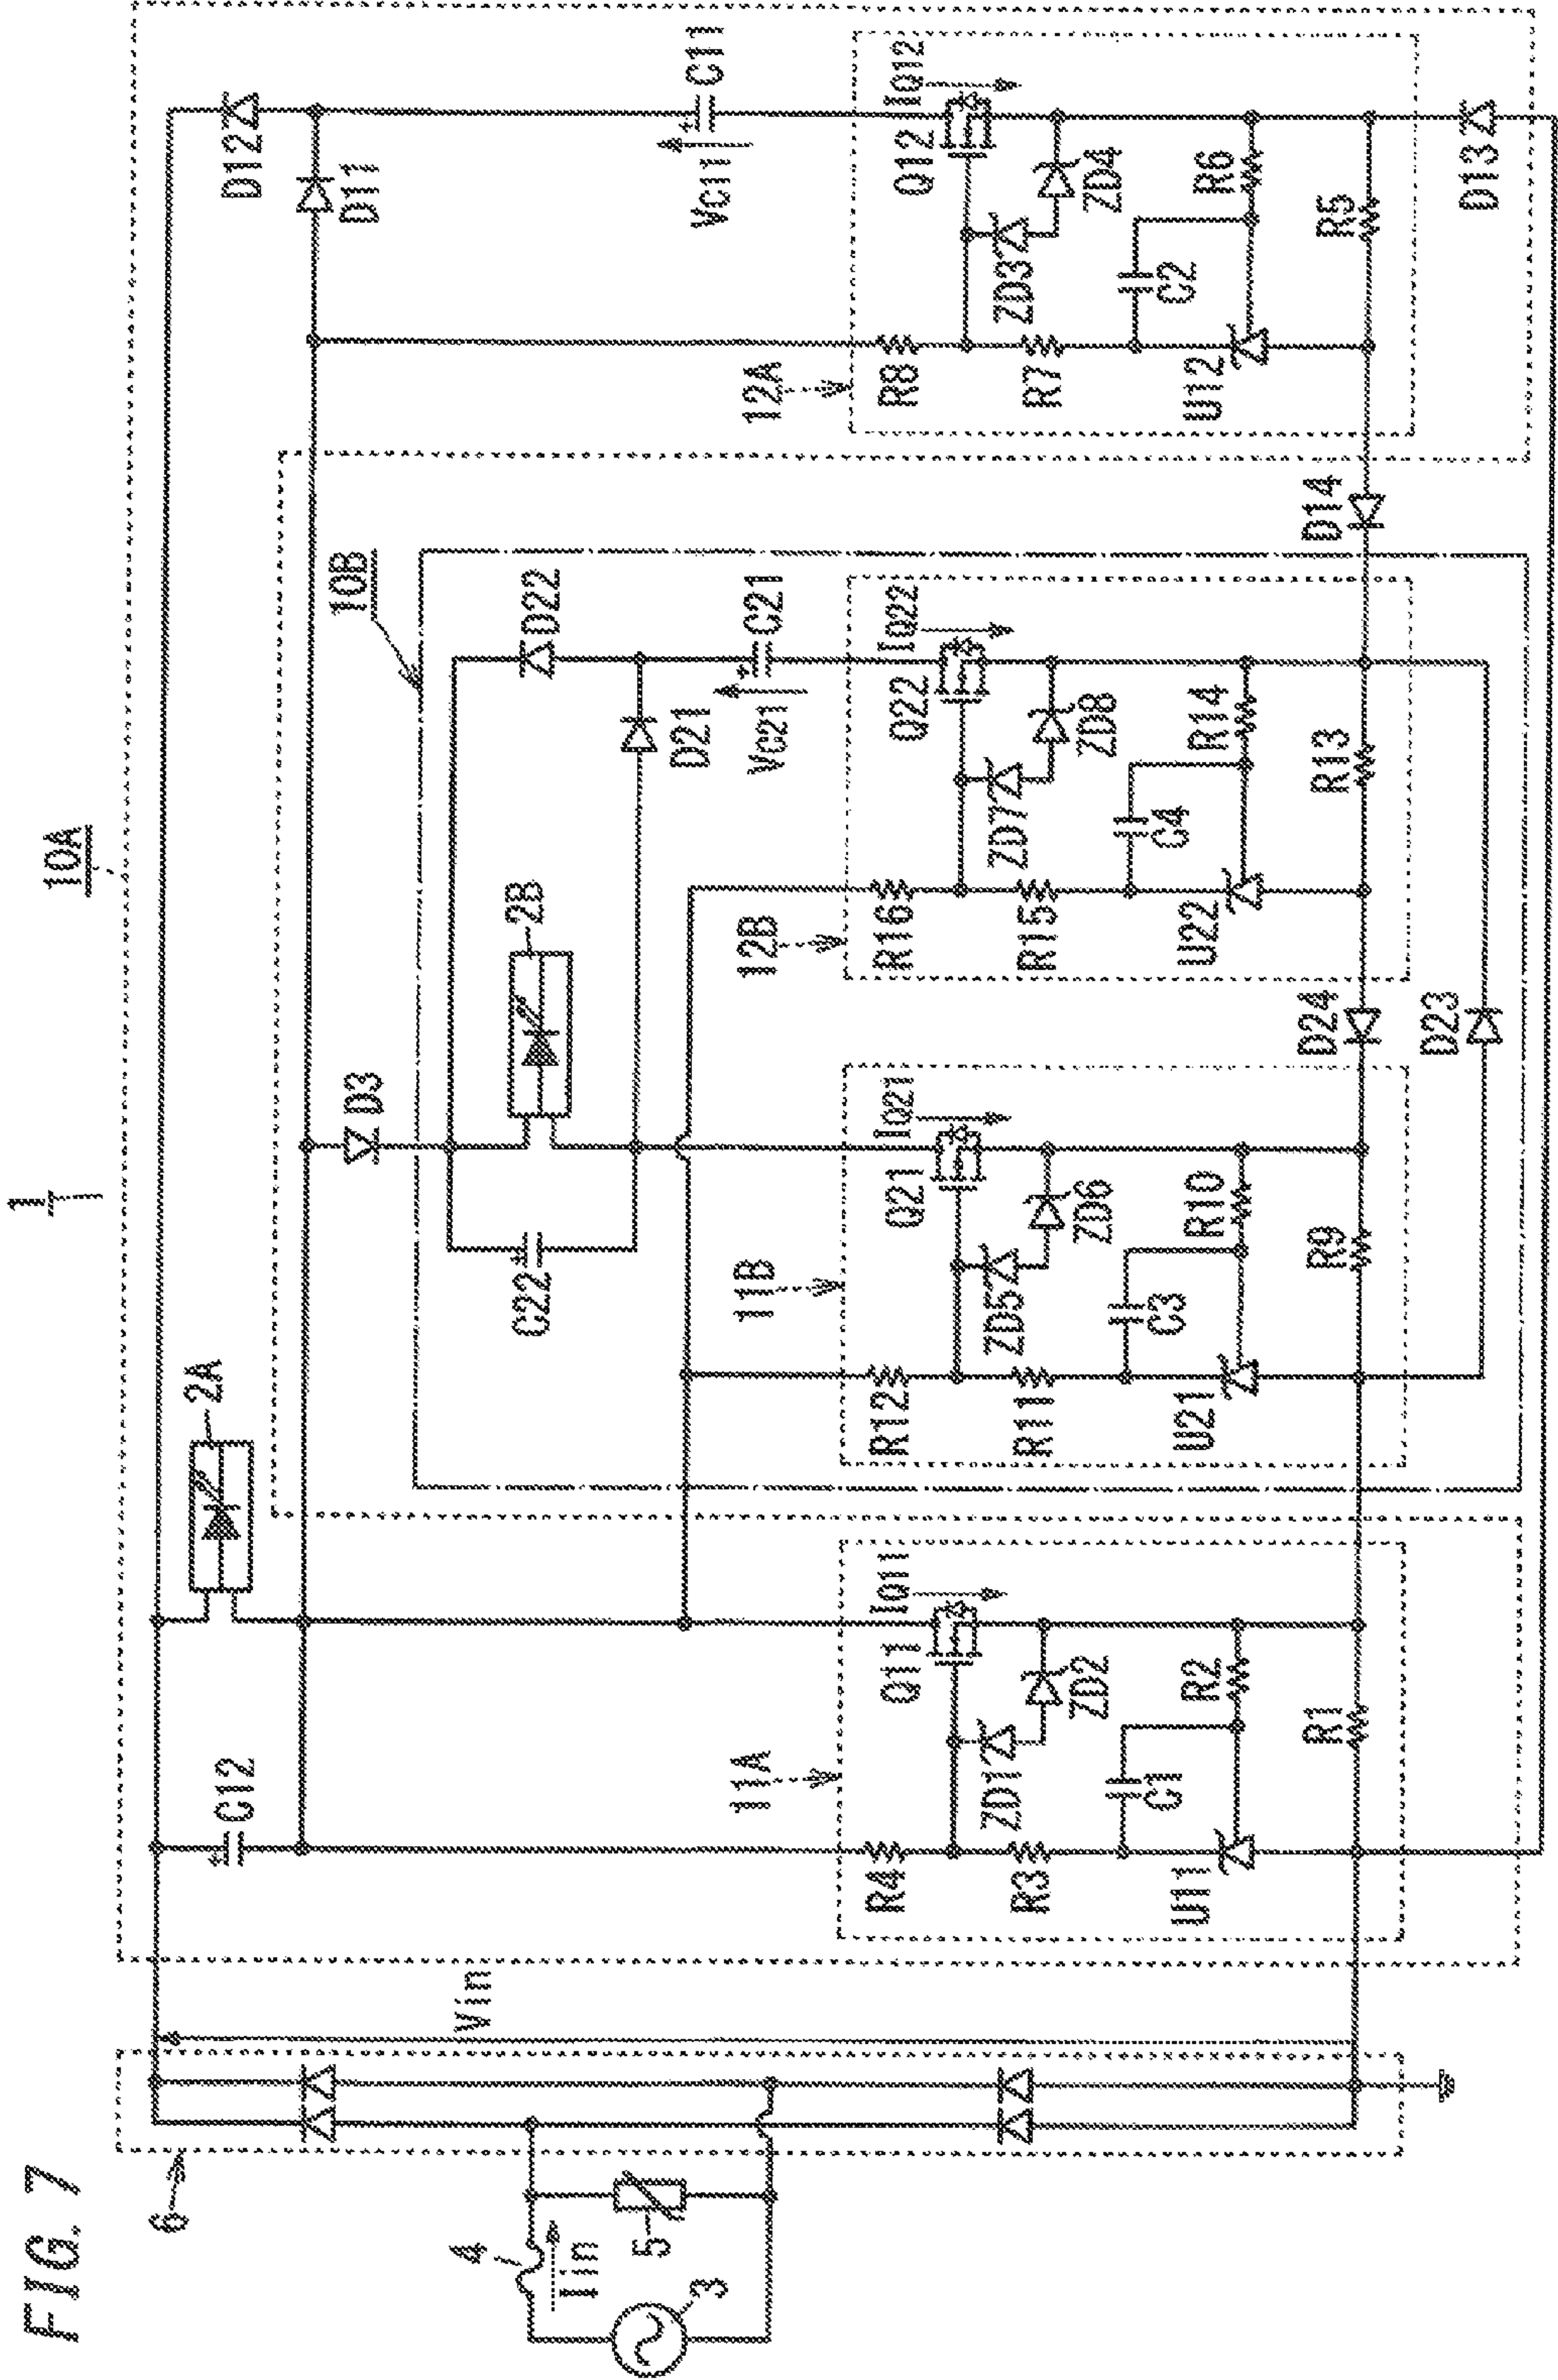 FIG. 7
1
10A
6
C12
2A
D12
D11
D3
10B
Vin
4
Iin
5
3
C22
2B
D22
D21
C21
Vc21
C11
Vc11
11A
11B
12B
12A
R4
Q11
IQ11
R12
Q21
IQ21
R16
Q22
IQ22
R8
Q12
IQ12
R3
ZD1
ZD2
R11
ZD5
ZD6
R15
ZD7
ZD8
R7
ZD3
ZD4
C1
C3
C4
C2
U11
R2
U21
R10
U22
R14
U12
R6
R1
R9
D24
R13
D14
R5
D23
D13